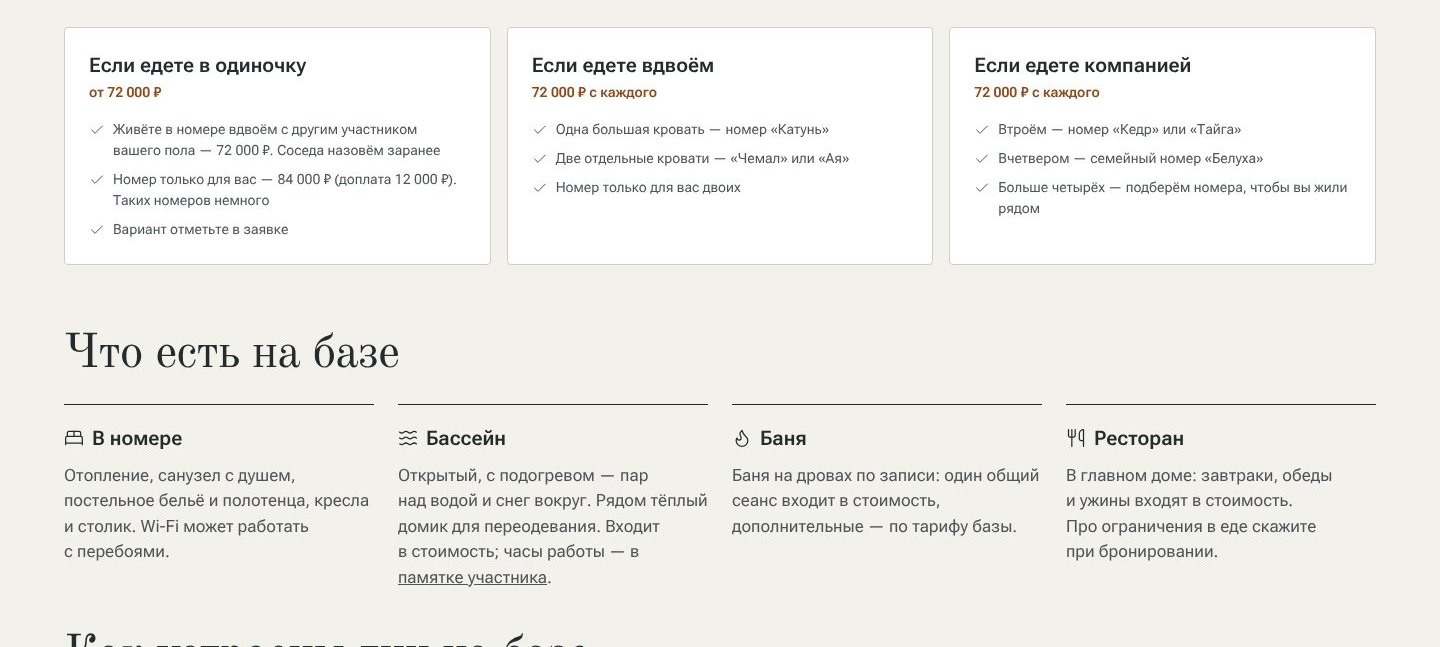 Если едете в одиночку
от 72 000 ₽
Живёте в номере вдвоём с другим участником
вашего пола — 72 000 ₽. Соседа назовём заранее
Номер только для вас — 84 000 ₽ (доплата 12 000 ₽).
Таких номеров немного
Вариант отметьте в заявке
Если едете вдвоём
72 000 ₽ с каждого
Одна большая кровать — номер «Катунь»
Две отдельные кровати — «Чемал» или «Ая»
Номер только для вас двоих
Если едете компанией
72 000 ₽ с каждого
Втроём — номер «Кедр» или «Тайга»
Вчетвером — семейный номер «Белуха»
Больше четырёх — подберём номера, чтобы вы жили
рядом
Что есть на базе
В номере
Отопление, санузел с душем,
постельное бельё и полотенца, кресла
и столик. Wi-Fi может работать
с перебоями.
Бассейн
Открытый, с подогревом — пар
над водой и снег вокруг. Рядом тёплый
домик для переодевания. Входит
в стоимость; часы работы — в
памятке участника.
Баня
Баня на дровах по записи: один общий
сеанс входит в стоимость,
дополнительные — по тарифу базы.
Ресторан
В главном доме: завтраки, обеды
и ужины входят в стоимость.
Про ограничения в еде скажите
при бронировании.